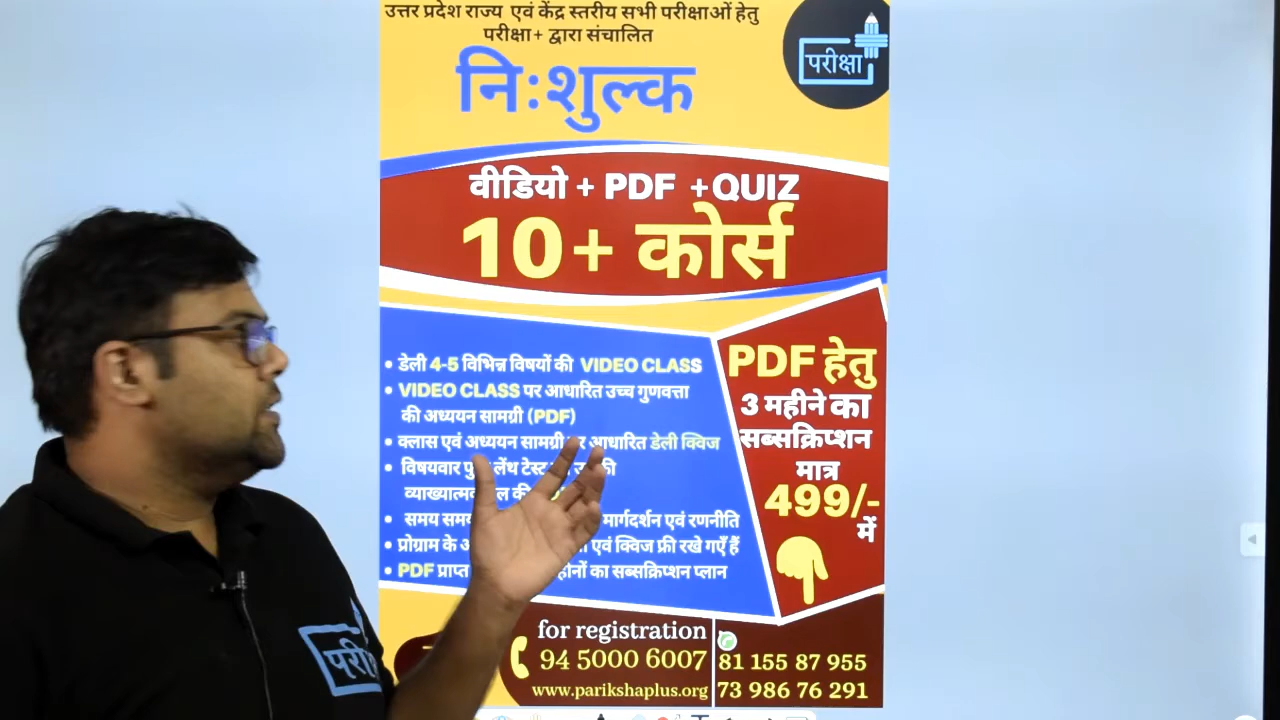 उत्तर प्रदेश राज्य एवं केंद्र स्तरीय सभी परीक्षाओं हेतु
परीक्षा+ द्वारा संचालित
परीक्षा
निःशुल्क
वीडियो + PDF +QUIZ
10+ कोर्स
• डेली 4-5 विभिन्न विषयों की VIDEO CLASS
• VIDEO CLASS पर आधारित उच्च गुणवत्ता
की अध्ययन सामग्री (PDF)
• क्लास एवं अध्ययन सामग्री आधारित डेली क्विज
• विषयवार लेंथ टेस्ट
की
• समय मार्गदर्शन एवं रणनीति
• प्रोग्राम के एवं क्विज फ्री रखे गएँ हैं
• PDF प्राप्त का सब्सक्रिप्शन प्लान
PDF हेतु
3 महीने का
सब्सक्रिप्शन
मात्र
499/-
में
for registration
94 5000 6007
www.parikshaplus.org
81 155 87 955
73 986 76 291